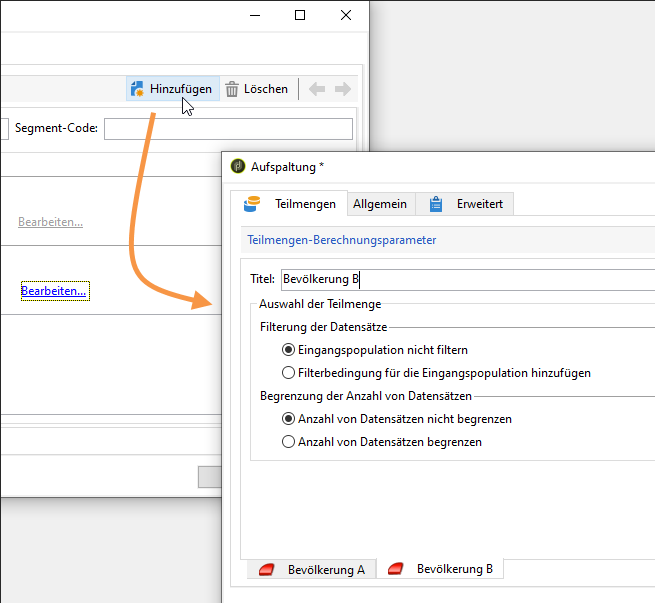 Hinzufügen Löschen
Segment-Code:
Bearbeiten...
Bearbeiten...
Aufspaltung *
Teilmengen Allgemein Erweitert
Teilmengen-Berechnungsparameter
Titel: Bevölkerung B
Auswahl der Teilmenge
Filterung der Datensätze
Eingangspopulation nicht filtern
Filterbedingung für die Eingangspopulation hinzufügen
Begrenzung der Anzahl von Datensätzen
Anzahl von Datensätzen nicht begrenzen
Anzahl von Datensätzen begrenzen
Bevölkerung A Bevölkerung B